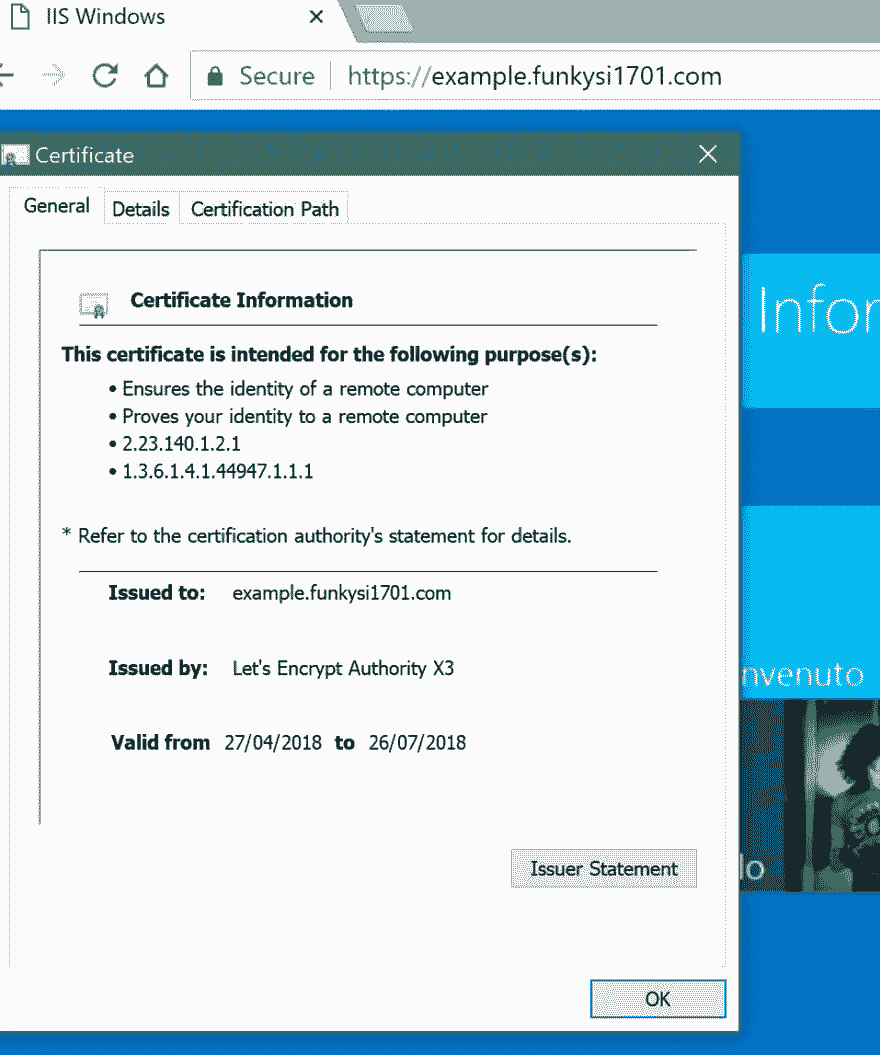 IIS Windows
Secure https://example.funkysi1701.com
Certificate
General Details Certification Path
Certificate Information
This certificate is intended for the following purpose(s):
• Ensures the identity of a remote computer
• Proves your identity to a remote computer
• 2.23.140.1.2.1
• 1.3.6.1.4.1.44947.1.1.1
* Refer to the certification authority's statement for details.
Issued to: example.funkysi1701.com
Issued by: Let's Encrypt Authority X3
Valid from 27/04/2018 to 26/07/2018
Issuer Statement
OK
Infor
nvenuto
lo